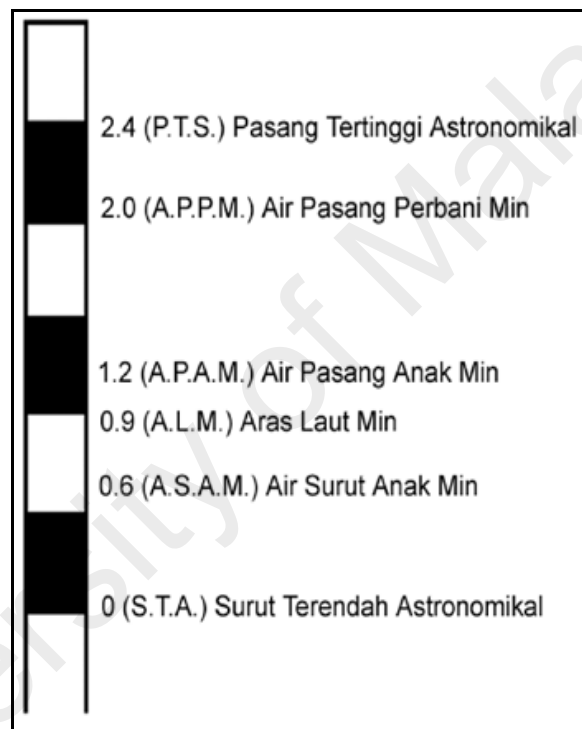 2.4 (P.T.S.) Pasang Tertinggi Astronomikal
2.0 (A.P.P.M.) Air Pasang Perbani Min
1.2 (A.P.A.M.) Air Pasang Anak Min
0.9 (A.L.M.) Aras Laut Min
0.6 (A.S.A.M.) Air Surut Anak Min
0 (S.T.A.) Surut Terendah Astronomikal